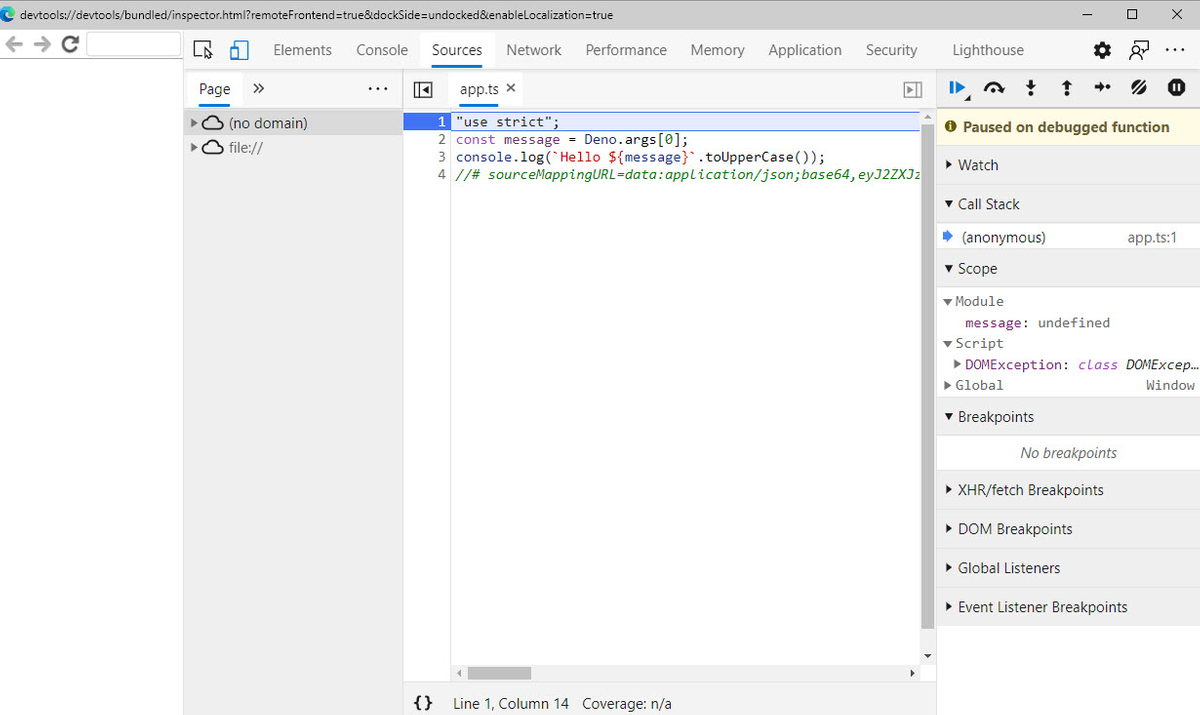 devtools://devtools/bundled/inspector.html?remoteFrontend=true&dockSide=undocked&enableLocalization=true
Elements Console Sources Network Performance Memory Application Security Lighthouse
Page
app.ts
(no domain)
file://
1 "use strict";
2 const message = Deno.args[0];
3 console.log(`Hello ${message}`.toUpperCase());
4 //# sourceMappingURL=data:application/json;base64,eyJ2ZXJz
{} Line 1, Column 14 Coverage: n/a
Paused on debugged function
Watch
Call Stack
(anonymous) app.ts:1
Scope
Module
message: undefined
Script
DOMException: class DOMExcep…
Global Window
Breakpoints
No breakpoints
XHR/fetch Breakpoints
DOM Breakpoints
Global Listeners
Event Listener Breakpoints